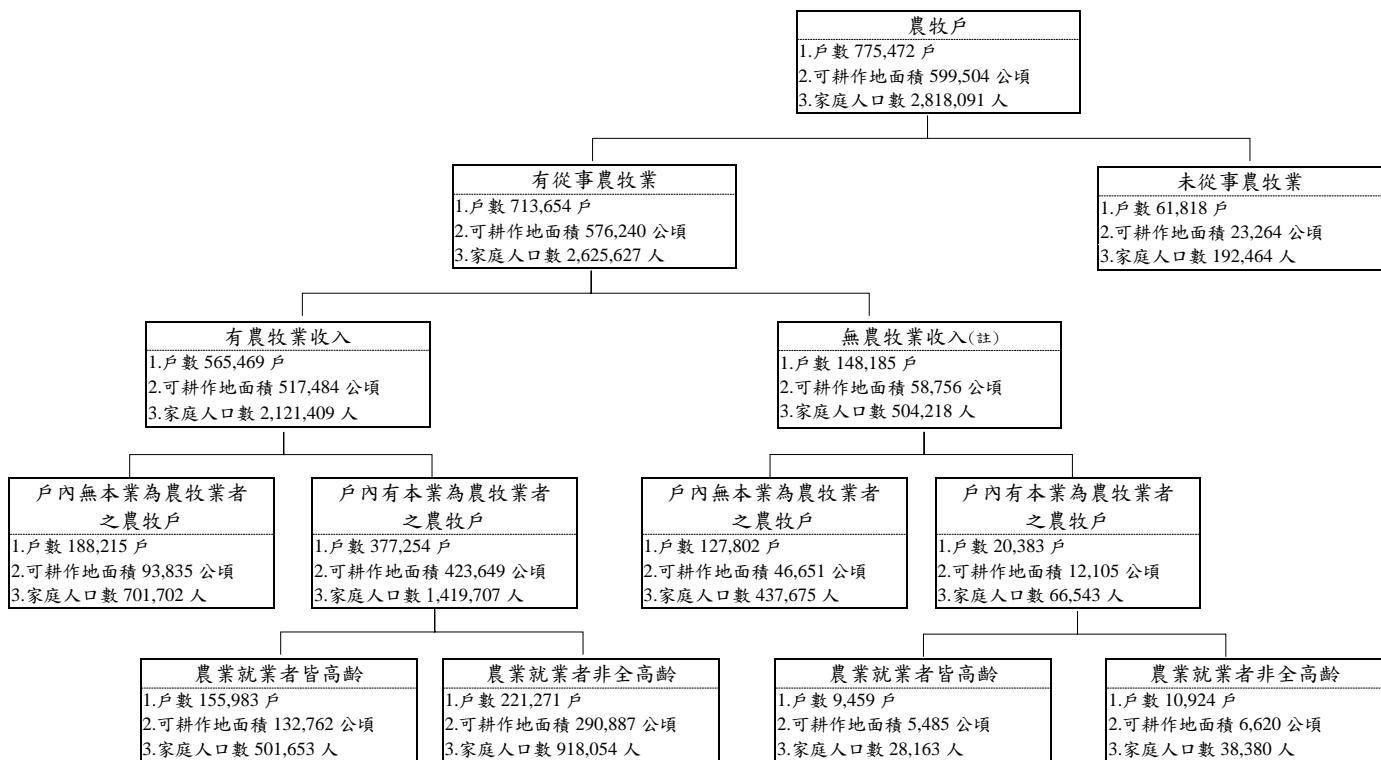 農牧戶
1.戶數 775,472 戶
2.可耕作地面積 599,504 公頃
3.家庭人口數 2,818,091 人
有從事農牧業
1.戶數 713,654 戶
2.可耕作地面積 576,240 公頃
3.家庭人口數 2,625,627 人
未從事農牧業
1.戶數 61,818 戶
2.可耕作地面積 23,264 公頃
3.家庭人口數 192,464 人
有農牧業收入
1.戶數 565,469 戶
2.可耕作地面積 517,484 公頃
3.家庭人口數 2,121,409 人
無農牧業收入(註)
1.戶數 148,185 戶
2.可耕作地面積 58,756 公頃
3.家庭人口數 504,218 人
戶內無本業為農牧業者
之農牧戶
1.戶數 188,215 戶
2.可耕作地面積 93,835 公頃
3.家庭人口數 701,702 人
戶內有本業為農牧業者
之農牧戶
1.戶數 377,254 戶
2.可耕作地面積 423,649 公頃
3.家庭人口數 1,419,707 人
戶內無本業為農牧業者
之農牧戶
1.戶數 127,802 戶
2.可耕作地面積 46,651 公頃
3.家庭人口數 437,675 人
戶內有本業為農牧業者
之農牧戶
1.戶數 20,383 戶
2.可耕作地面積 12,105 公頃
3.家庭人口數 66,543 人
農業就業者皆高齡
1.戶數 155,983 戶
2.可耕作地面積 132,762 公頃
3.家庭人口數 501,653 人
農業就業者非全高齡
1.戶數 221,271 戶
2.可耕作地面積 290,887 公頃
3.家庭人口數 918,054 人
農業就業者皆高齡
1.戶數 9,459 戶
2.可耕作地面積 5,485 公頃
3.家庭人口數 28,163 人
農業就業者非全高齡
1.戶數 10,924 戶
2.可耕作地面積 6,620 公頃
3.家庭人口數 38,380 人